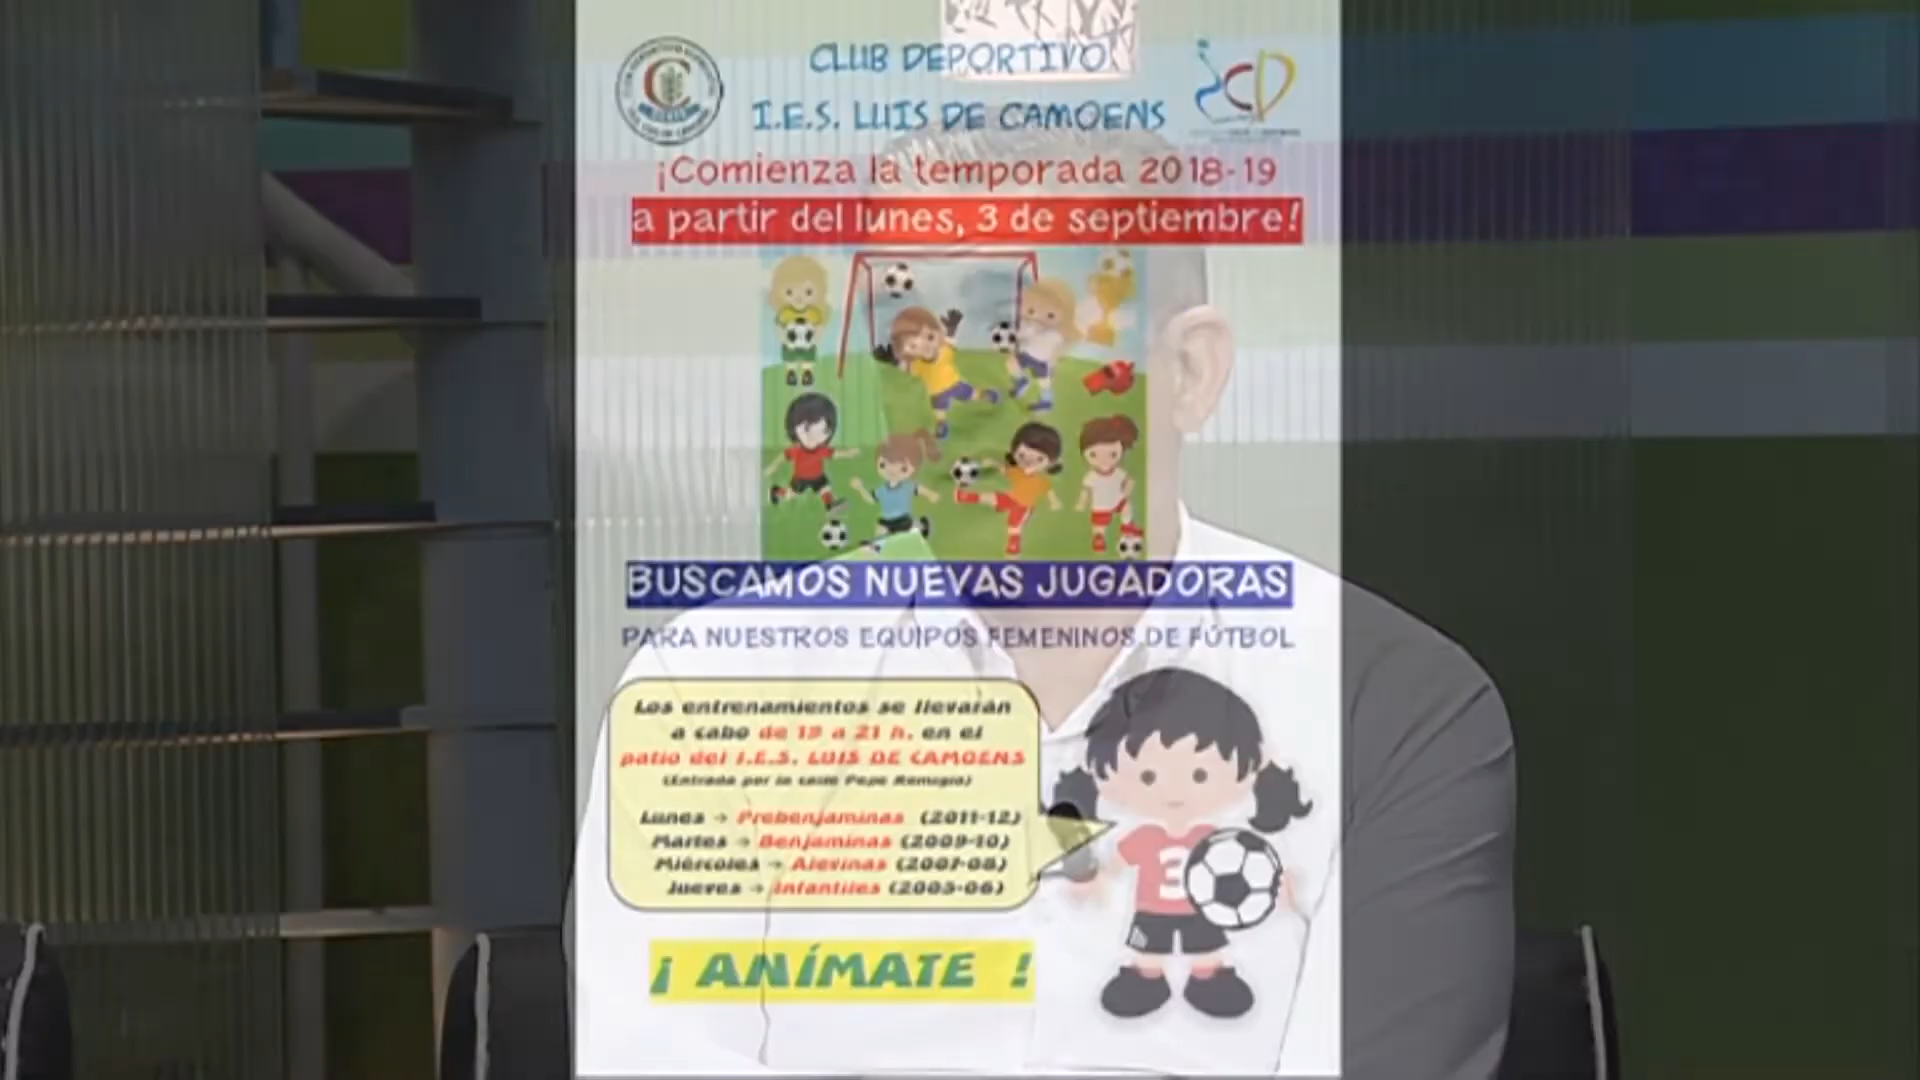 CLUB DEPORTIVO
I.E.S. LUIS DE CAMOENS
¡Comienza la temporada 2018-19
a partir del lunes, 3 de septiembre!
BUSCAMOS NUEVAS JUGADORAS
PARA NUESTROS EQUIPOS FEMENINOS DE FÚTBOL
Los entrenamientos se llevarán
a cabo de 19 a 21 h. en el
patio del I.E.S. LUIS DE CAMOENS
(Entrada por la calle Pepe Remigio)
Lunes → Prebenjaminas (2011-12)
Martes → Benjaminas (2009-10)
Miércoles → Alevinas (2007-08)
Jueves → Infantiles (2005-06)
3
¡ ANÍMATE !